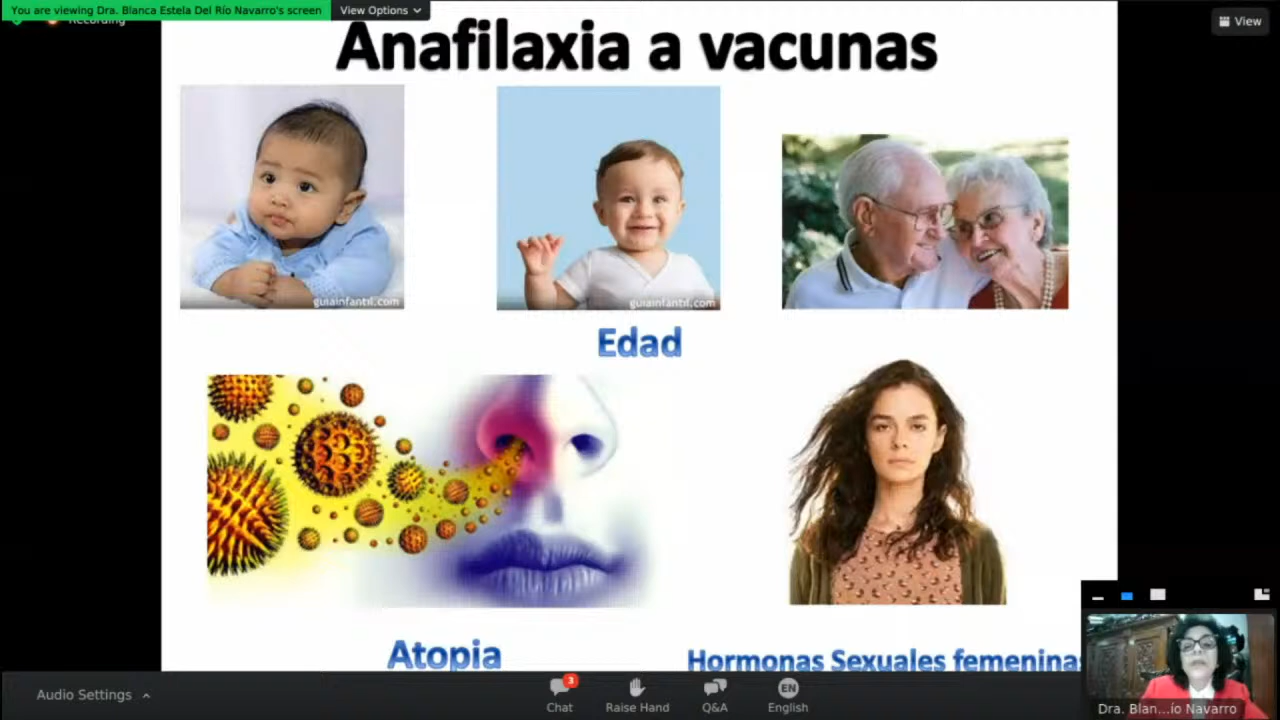 You are viewing Dra. Blanca Estela Del Río Navarro's screen
View Options
Recording
View
Anafilaxia a vacunas
guiainfantil.com
guiainfantil.com
Edad
Atopia
Hormonas Sexuales femeninas
Dra. Blan...ío Navarro
Audio Settings
3
Chat
Raise Hand
Q&A
EN
English